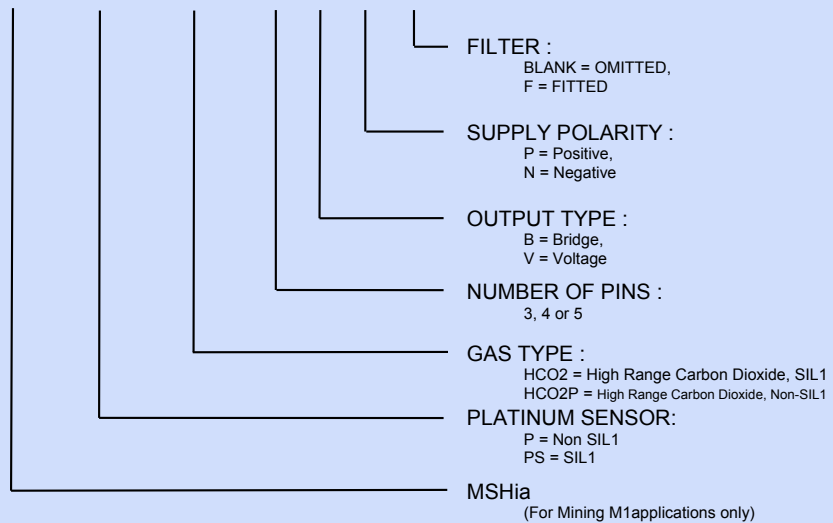 FILTER :
BLANK = OMITTED,
F = FITTED
SUPPLY POLARITY :
P = Positive,
N = Negative
OUTPUT TYPE :
B = Bridge,
V = Voltage
NUMBER OF PINS :
3, 4 or 5
GAS TYPE :
HCO2 = High Range Carbon Dioxide, SIL1
HCO2P = High Range Carbon Dioxide, Non-SIL1
PLATINUM SENSOR:
P = Non SIL1
PS = SIL1
MSHia
(For Mining M1applications only)